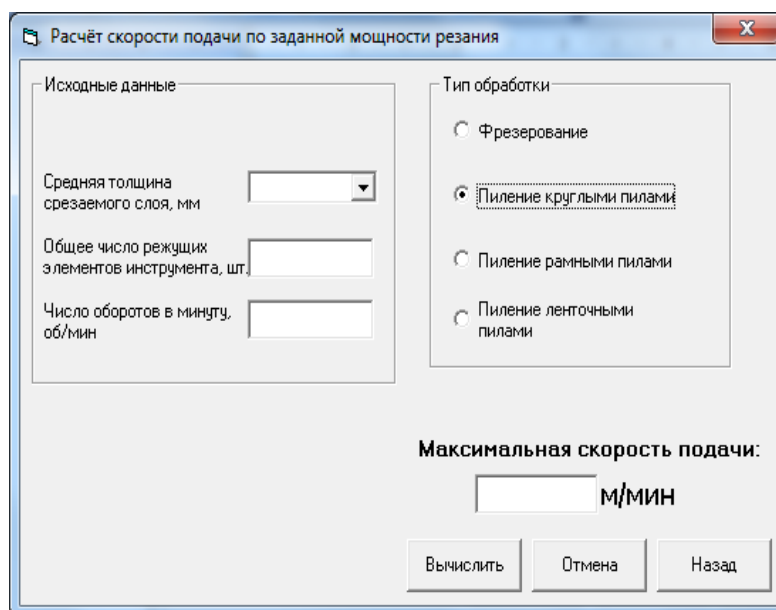 Расчёт скорости подачи по заданной мощности резания
Исходные данные
Средняя толщина
срезаемого слоя, мм
Общее число режущих
элементов инструмента, шт.
Число оборотов в минуту,
об/мин
Тип обработки
Фрезерование
Пиление круглыми пилами
Пиление рамными пилами
Пиление ленточными
пилами
Максимальная скорость подачи:
м/мин
Вычислить
Отмена
Назад